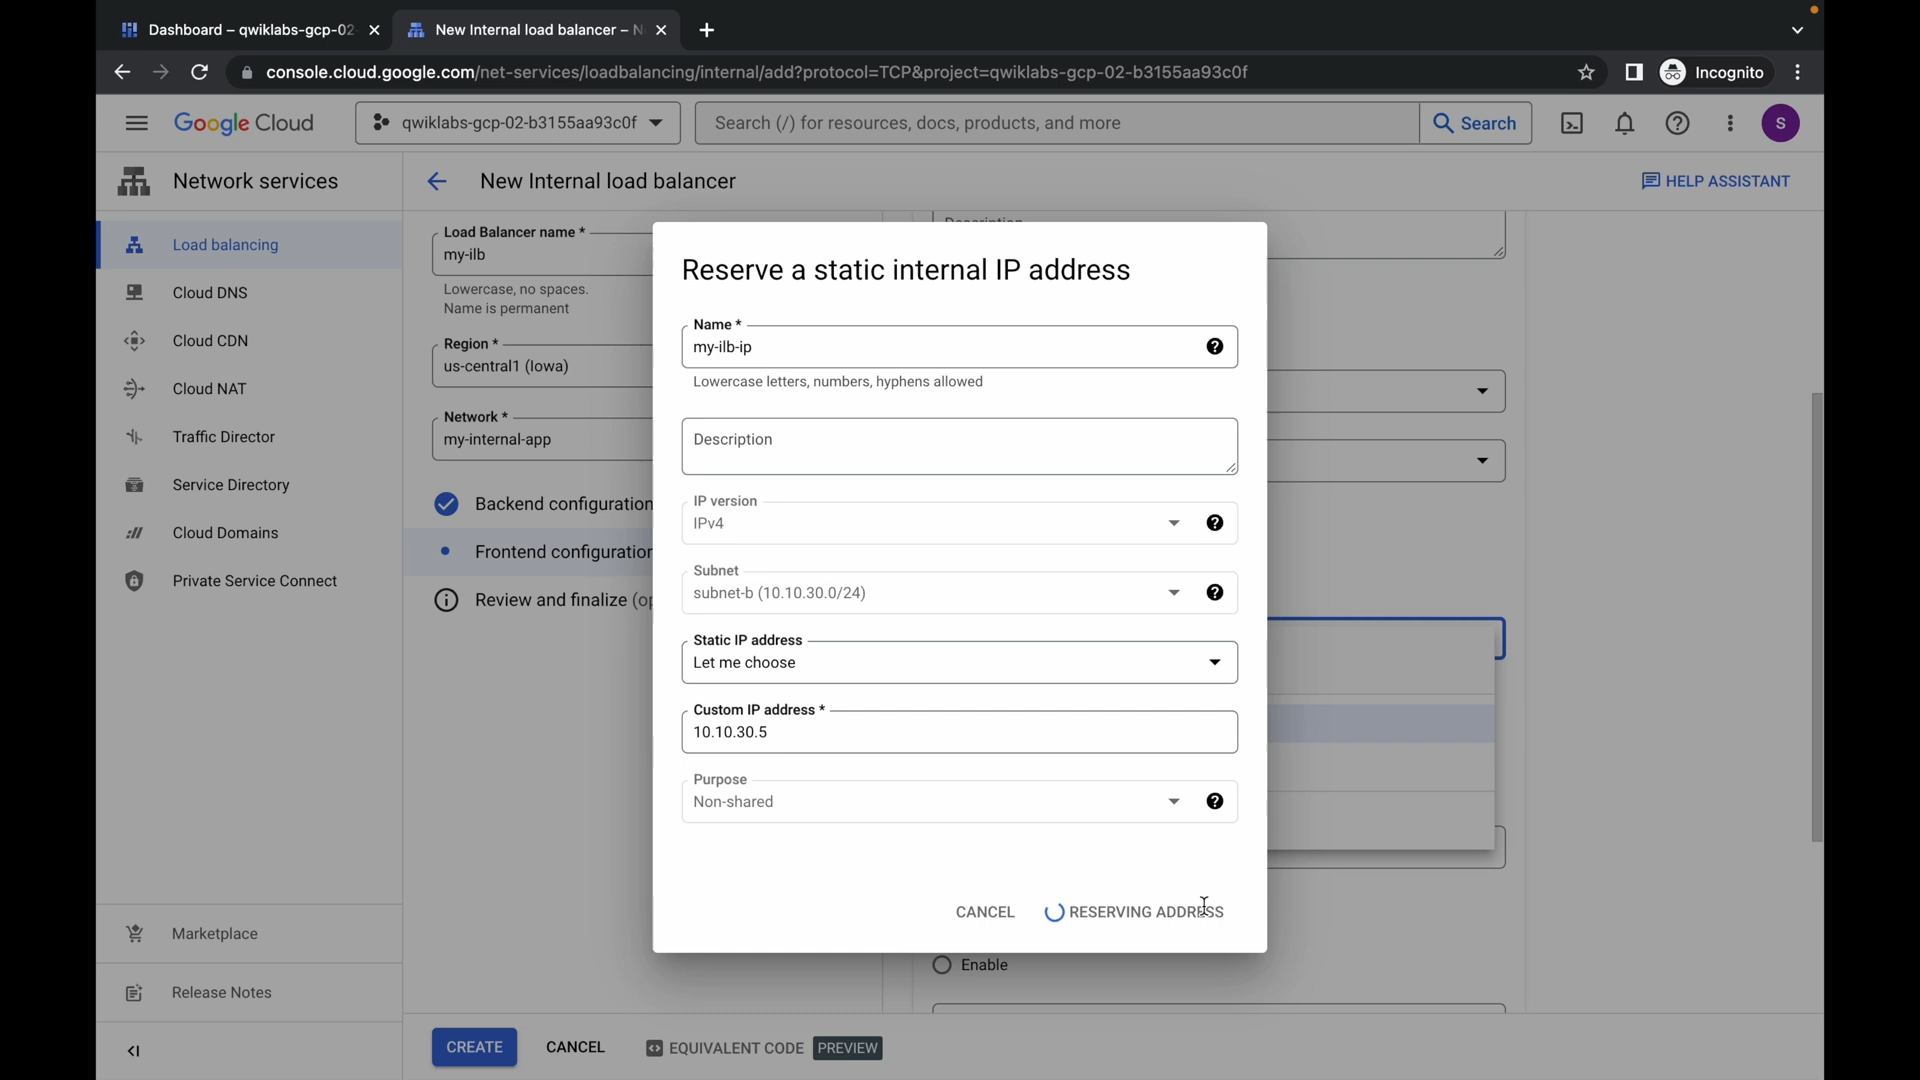 Dashboard – qwiklabs-gcp-02
New Internal load balancer – N
console.cloud.google.com/net-services/loadbalancing/internal/add?protocol=TCP&project=qwiklabs-gcp-02-b3155aa93c0f
Incognito
Google Cloud
qwiklabs-gcp-02-b3155aa93c0f
Search (/) for resources, docs, products, and more
Search
S
Network services
New Internal load balancer
HELP ASSISTANT
Load balancing
Cloud DNS
Cloud CDN
Cloud NAT
Traffic Director
Service Directory
Cloud Domains
Private Service Connect
Marketplace
Release Notes
Load Balancer name *
my-ilb
Lowercase, no spaces.
Name is permanent
Region *
us-central1 (Iowa)
Network *
my-internal-app
Backend configuration
Frontend configuration
Review and finalize (op
Description
Reserve a static internal IP address
Name *
my-ilb-ip
Lowercase letters, numbers, hyphens allowed
Description
IP version
IPv4
Subnet
subnet-b (10.10.30.0/24)
Static IP address
Let me choose
Custom IP address *
10.10.30.5
Purpose
Non-shared
CANCEL
RESERVING ADDRESS
Enable
CREATE
CANCEL
EQUIVALENT CODE
PREVIEW